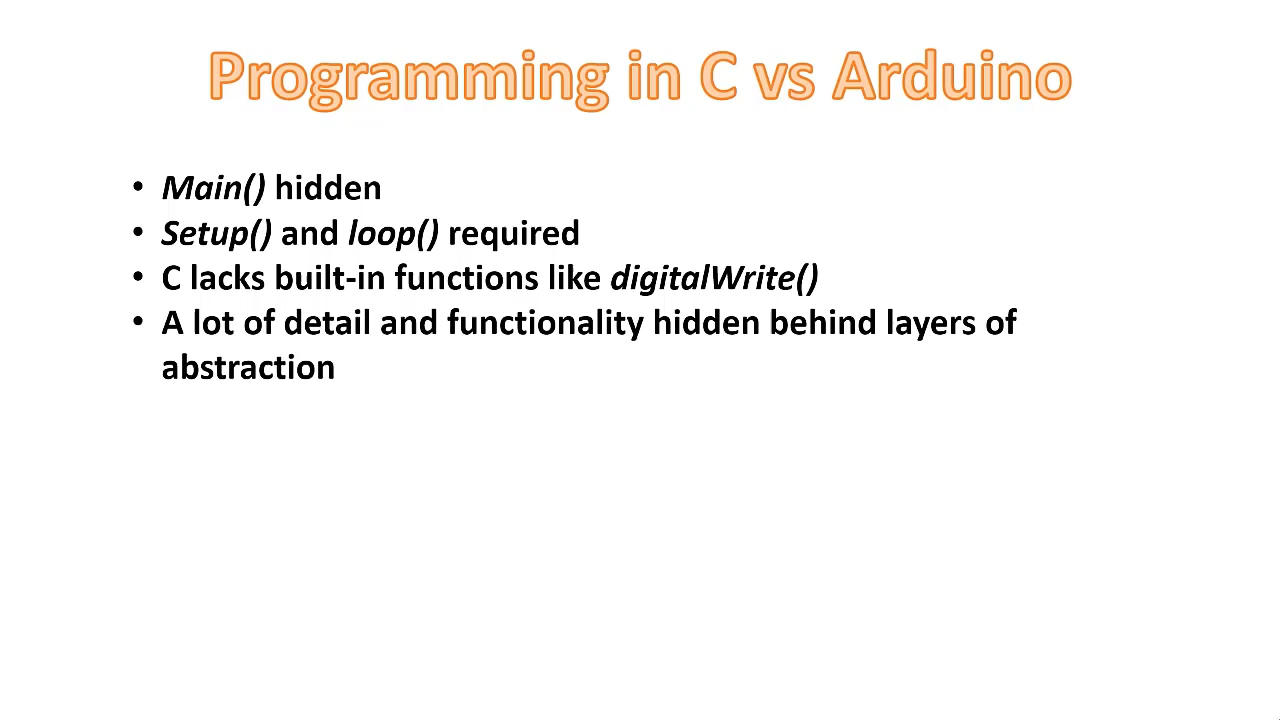 Programming in C vs Arduino
• Main() hidden
• Setup() and loop() required
• C lacks built-in functions like digitalWrite()
• A lot of detail and functionality hidden behind layers of
abstraction